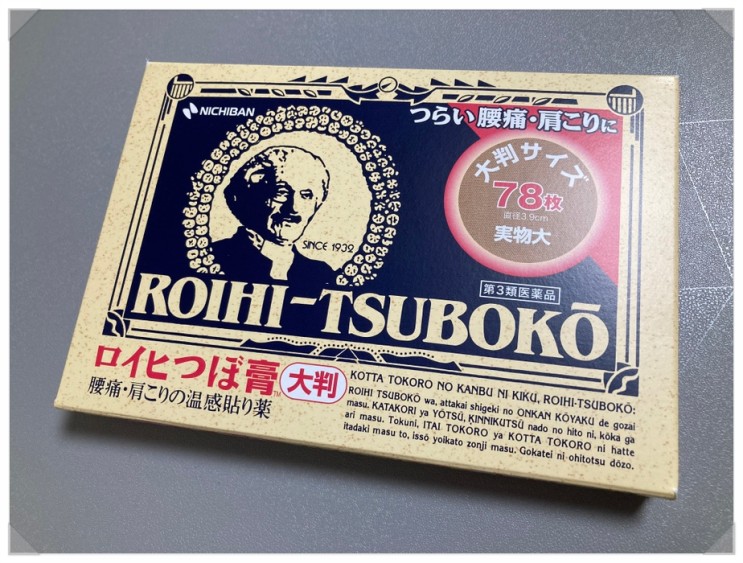 NICHIBAN
つらい腰痛・肩こりに
大判サイズ
78枚
直径3.9cm
実物大
SINCE 1932
第3類医薬品
ROIHI-TSUBOKŌ
ロイヒつぼ膏™
大判
腰痛・肩こりの温感貼り薬
KOTTA TOKORO NO KANBU NI KIKU, ROIHI-TSUBOKŌ:
ROIHI TSUBOKŌ wa, attakai shigeki no ONKAN KŌYAKU de gozai
masu. KATAKORI ya YŌTSŪ, KINNIKUTSŪ nado no hito ni, kōka ga
ari masu. Tokuni, ITAI TOKORO ya KOTTA TOKORO ni hatte
itadaki masu to, issō yoikato zonji masu. Gokatei ni ohitotsu dōzo.